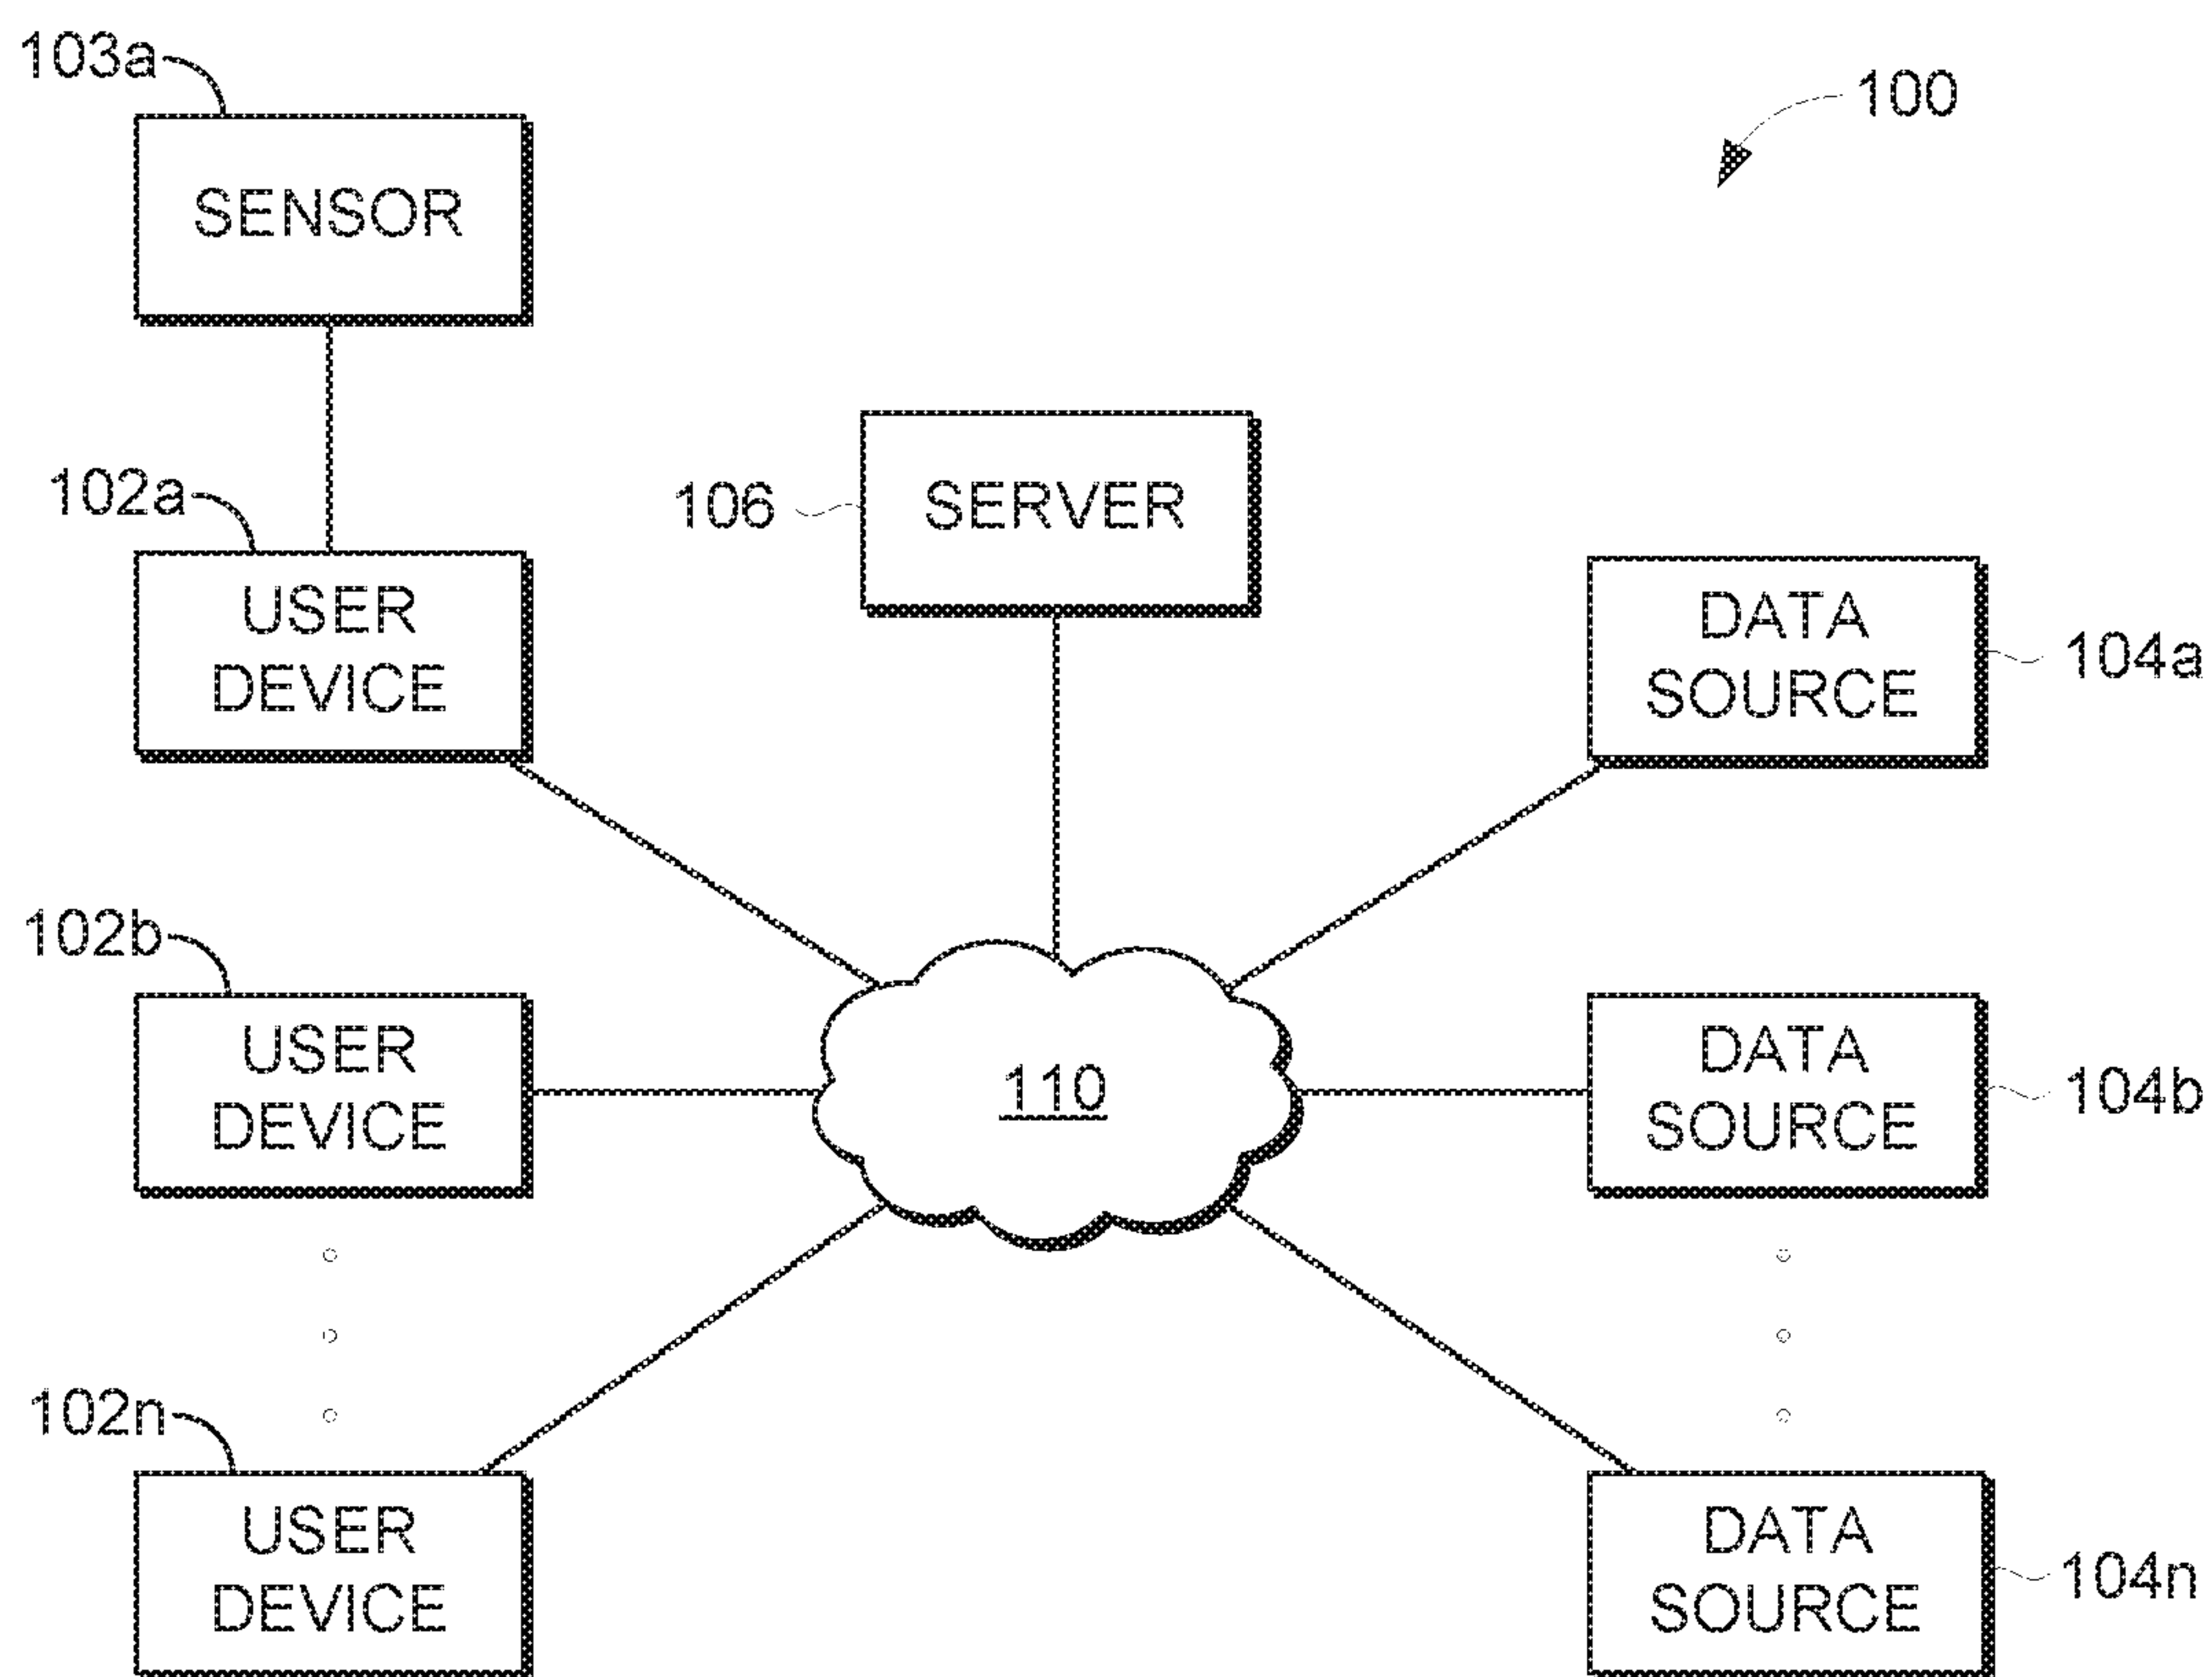 103a
100
SENSOR
102a
106
SERVER
USER
DEVICE
DATA
SOURCE
104a
102b
USER
DEVICE
110
DATA
SOURCE
104b
102n
USER
DEVICE
DATA
SOURCE
104n